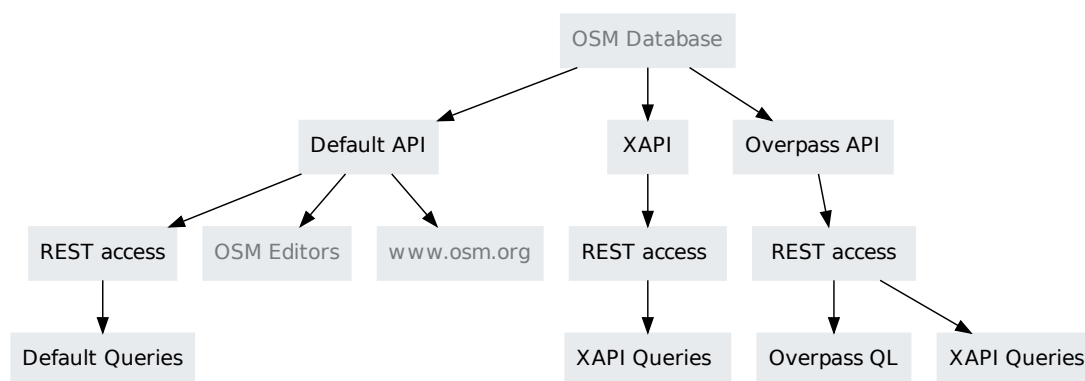 OSM Database
Default API
XAPI
Overpass API
REST access
OSM Editors
www.osm.org
REST access
REST access
Default Queries
XAPI Queries
Overpass QL
XAPI Queries